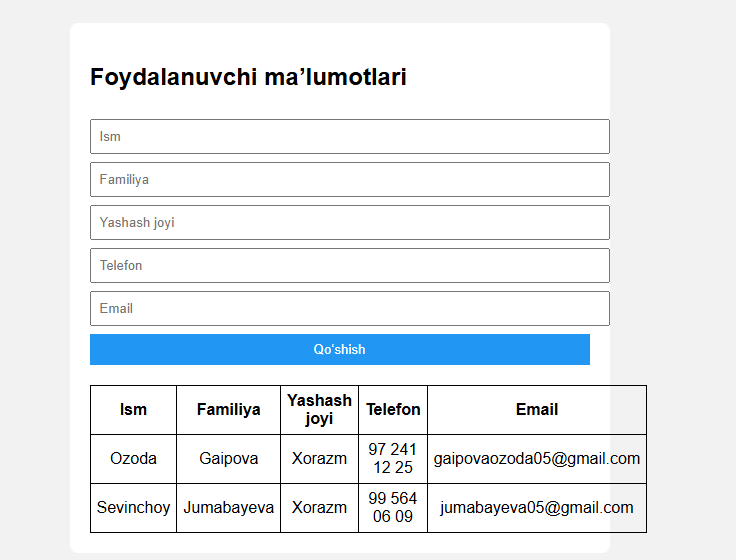 Foydalanuvchi ma’lumotlari
Ism
Familiya
Yashash joyi
Telefon
Email
Qo'shish
Ism Familiya Yashash joyi Telefon Email
Ozoda Gaipova Xorazm 97 241 12 25 gaipovaozoda05@gmail.com
Sevinchoy Jumabayeva Xorazm 99 564 06 09 jumabayeva05@gmail.com